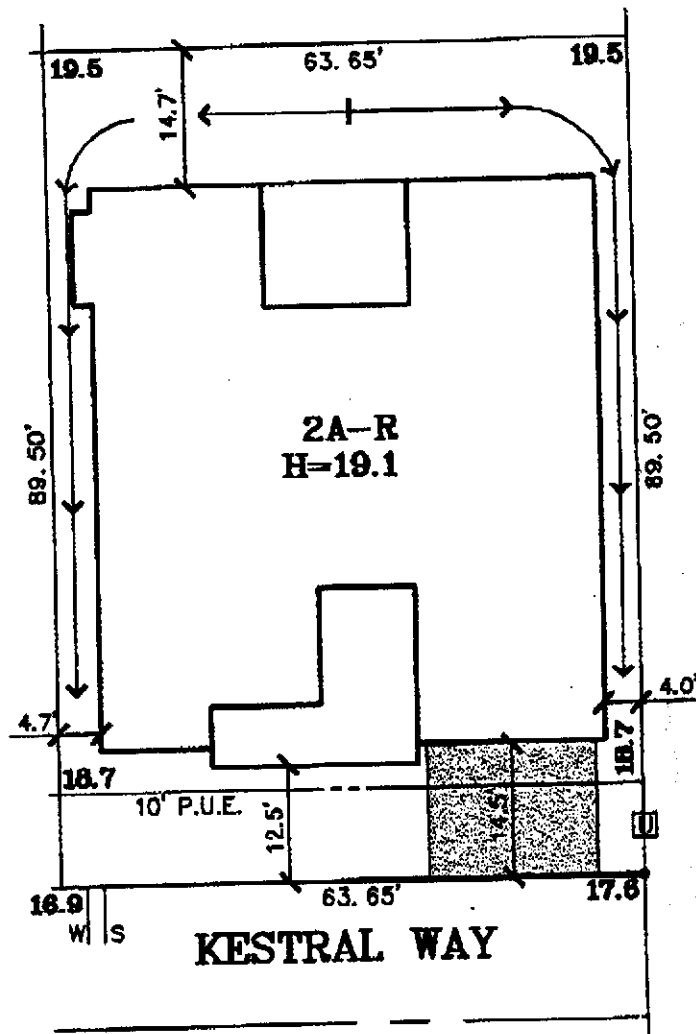 19.5
63.65'
19.5
14.7'
2A-R
H=19.1
89.50'
89.50'
4.7'
4.0'
18.7
18.7
10' P.U.E.
12.5'
14.5'
U
16.9
63.65'
17.6
W S
KESTRAL WAY